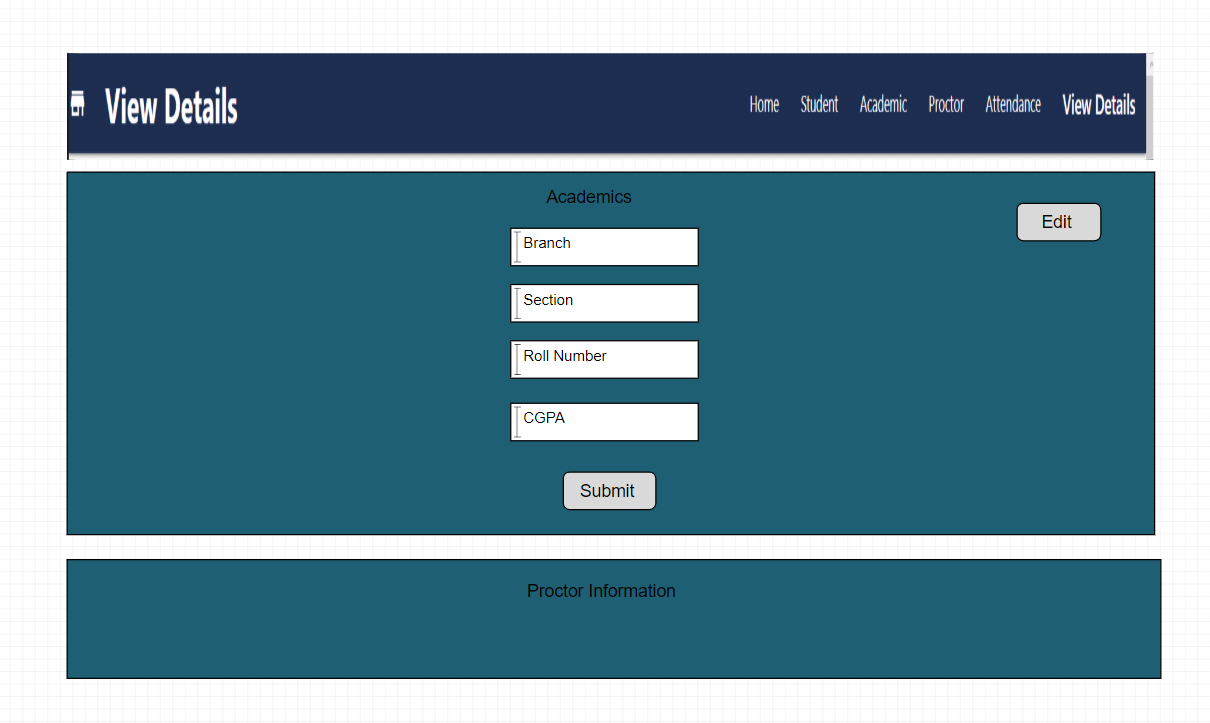 View Details
Home Student Academic Proctor Attendance View Details
Academics
Edit
Branch
Section
Roll Number
CGPA
Submit
Proctor Information